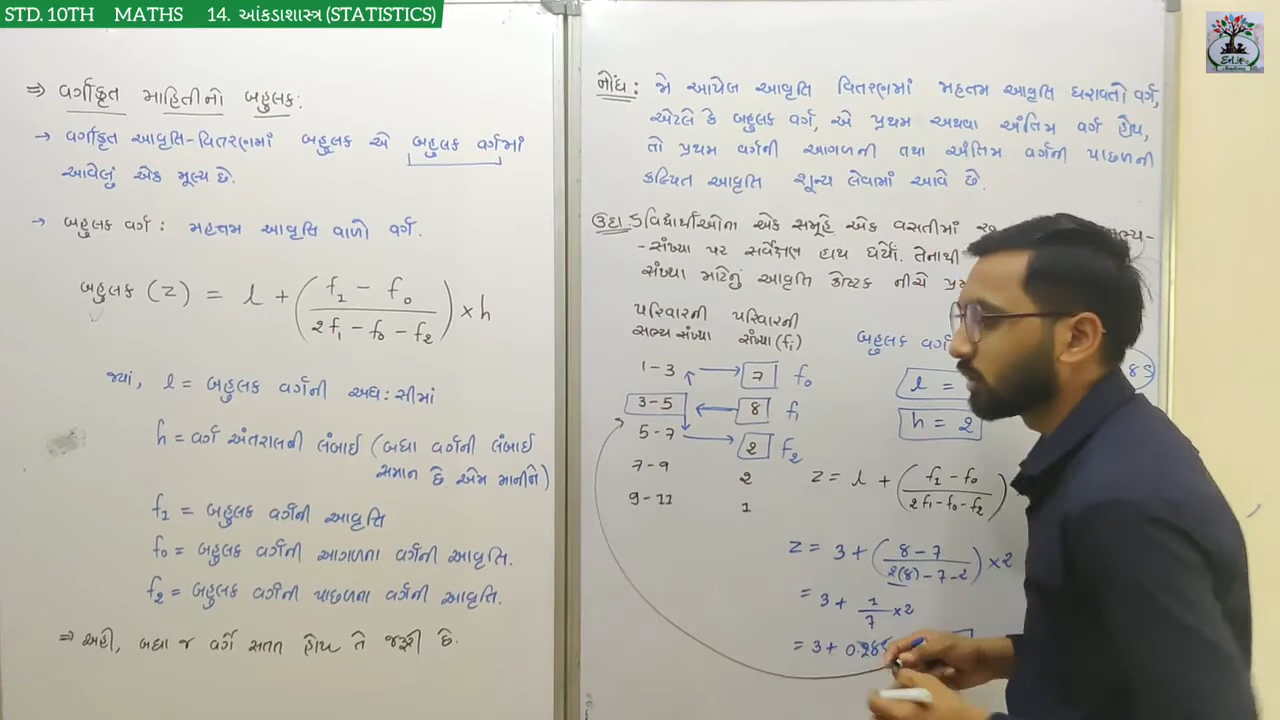 STD. 10TH MATHS 14. આંકડાશાસ્ત્ર (STATISTICS)
⇒ વર્ગીકૃત માહિતીનો બહુલક:
→ વર્ગીકૃત આવૃત્તિ-વિતરણમાં બહુલક એ બહુલક વર્ગમાં
આવેલું એક મૂલ્ય છે.
→ બહુલક વર્ગ : મહત્તમ આવૃત્તિ વાળો વર્ગ.
બહુલક (Z) = l + ((f₁ - f₀) / (2f₁ - f₀ - f₂)) × h
જ્યાં, l = બહુલક વર્ગની અધઃસીમાં
h = વર્ગ અંતરાલની લંબાઈ (બધા વર્ગની લંબાઈ
સમાન છે એમ માનીને)
f₁ = બહુલક વર્ગની આવૃત્તિ
f₀ = બહુલક વર્ગની આગળના વર્ગની આવૃત્તિ.
f₂ = બહુલક વર્ગની પાછળના વર્ગની આવૃત્તિ.
⇒ અહીં, બધા જ વર્ગ સતત હોય તે જરૂરી છે.
નોંધ: જો આપેલ આવૃત્તિ વિતરણમાં મહત્તમ આવૃત્તિ ધરાવતો વર્ગ,
એટલે કે બહુલક વર્ગ, એ પ્રથમ અથવા અંતિમ વર્ગ હોય,
તો પ્રથમ વર્ગની આગળની તથા અંતિમ વર્ગની પાછળની
કલ્પિત આવૃત્તિ શૂન્ય લેવામાં આવે છે.
ઉદા.5 વિદ્યાર્થીઓના એક સમૂહે એક વસતીમાં
-સંખ્યા પર સર્વેક્ષણ હાથ ધર્યો. તેનાથી
સંખ્યા માટેનું આવૃત્તિ કોષ્ટક નીચે
પરિવારની પરિવારની
સભ્ય સંખ્યા સંખ્યા (fᵢ) બહુલક વર્ગ
1-3 7 f₀
3-5 8 f₁ l =
5-7 2 f₂ h = 2
7-9 2
9-11 1
Z = l + ((f₁ - f₀) / (2f₁ - f₀ - f₂))
Z = 3 + ((8 - 7) / (2(8) - 7 - 2)) × 2
= 3 + 1/7 × 2
= 3 +